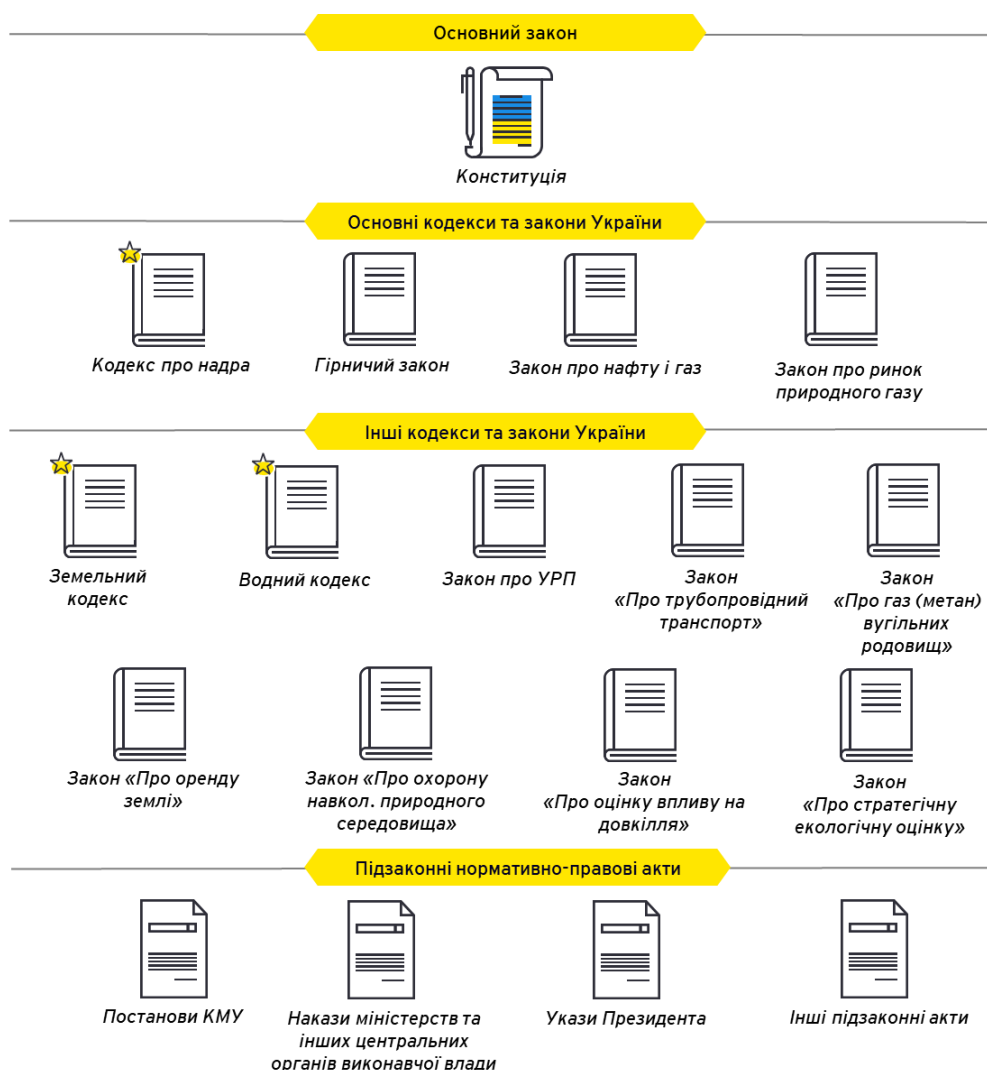 Основний закон
Конституція
Основні кодекси та закони України
Кодекс про надра
Гірничий закон
Закон про нафту і газ
Закон про ринок
природного газу
Інші кодекси та закони України
Земельний
кодекс
Водний кодекс
Закон про УРП
Закон
«Про трубопровідний
транспорт»
Закон
«Про газ (метан)
вугільних
родовищ»
Закон «Про оренду
землі»
Закон «Про охорону
навкол. природного
середовища»
Закон
«Про оцінку впливу на
довкілля»
Закон
«Про стратегічну
екологічну оцінку»
Підзаконні нормативно-правові акти
Постанови КМУ
Накази міністерств та
інших центральних
органів виконавчої влади
Укази Президента
Інші підзаконні акти